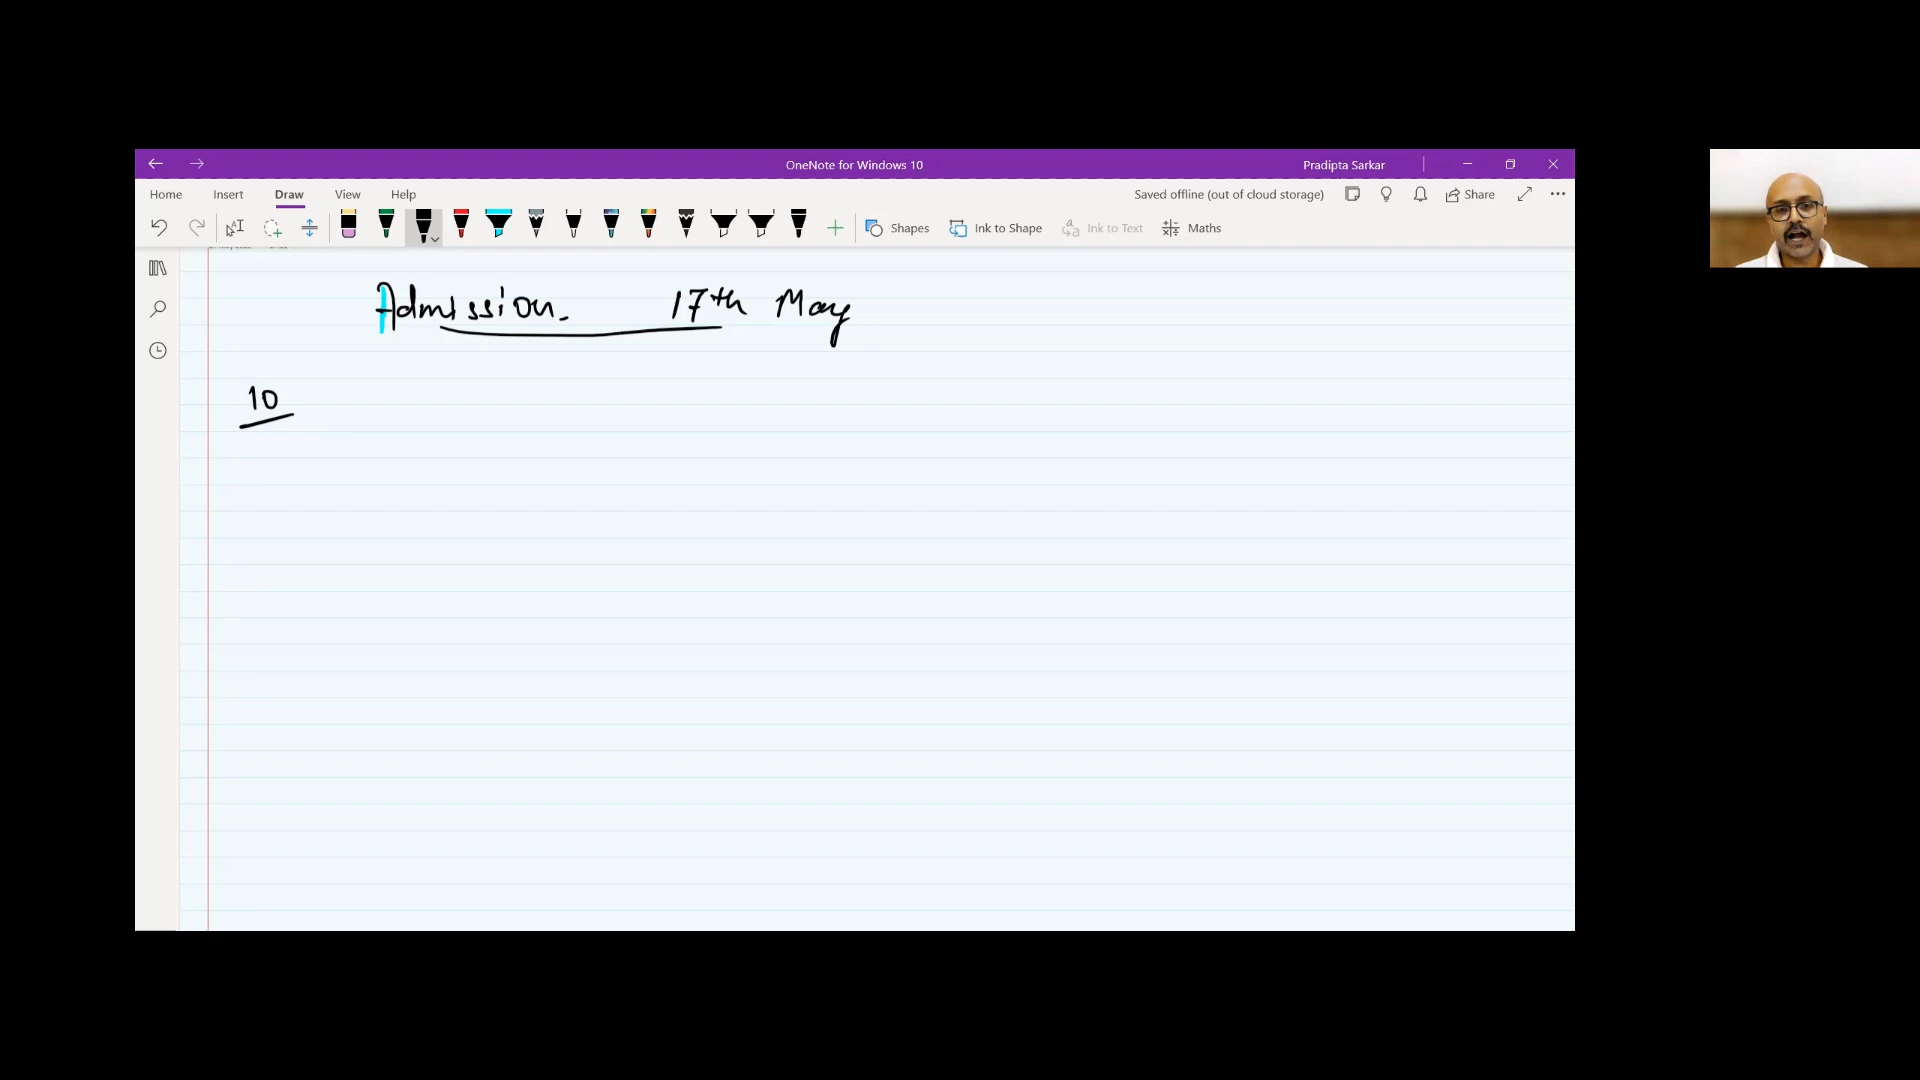 OneNote for Windows 10
Pradipta Sarkar
Home Insert Draw View Help
Saved offline (out of cloud storage)
Share
Shapes
Ink to Shape
Ink to Text
Maths
Admission. 17th May
10